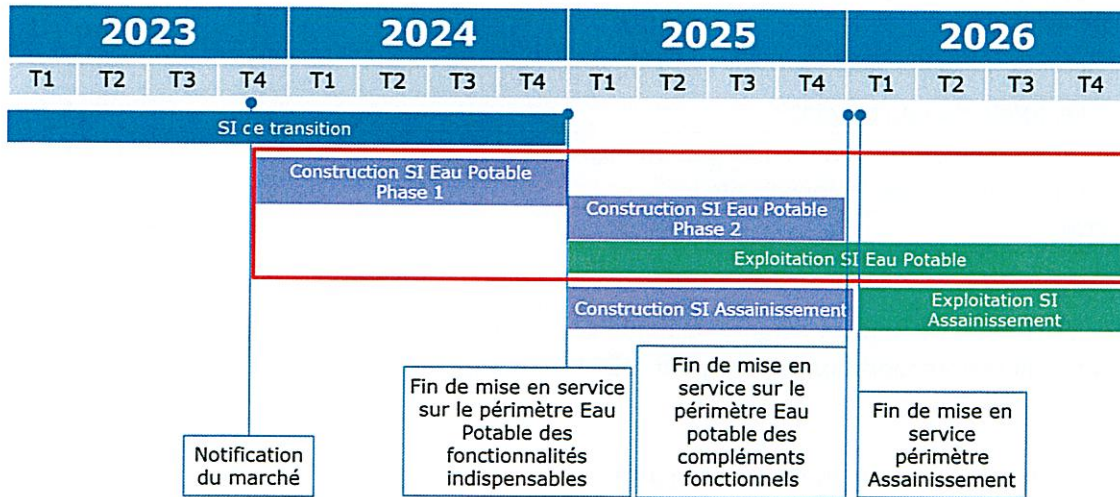 2023 2024 2025 2026
T1 T2 T3 T4 T1 T2 T3 T4 T1 T2 T3 T4 T1 T2 T3 T4
SI de transition
Construction SI Eau Potable
Phase 1
Construction SI Eau Potable
Phase 2
Exploitation SI Eau Potable
Construction SI Assainissement
Exploitation SI
Assainissement
Notification
du marché
Fin de mise en service
sur le périmètre Eau
Potable des
fonctionnalités
indispensables
Fin de mise en
service sur le
périmètre Eau
potable des
compléments
fonctionnels
Fin de mise en
service
périmètre
Assainissement